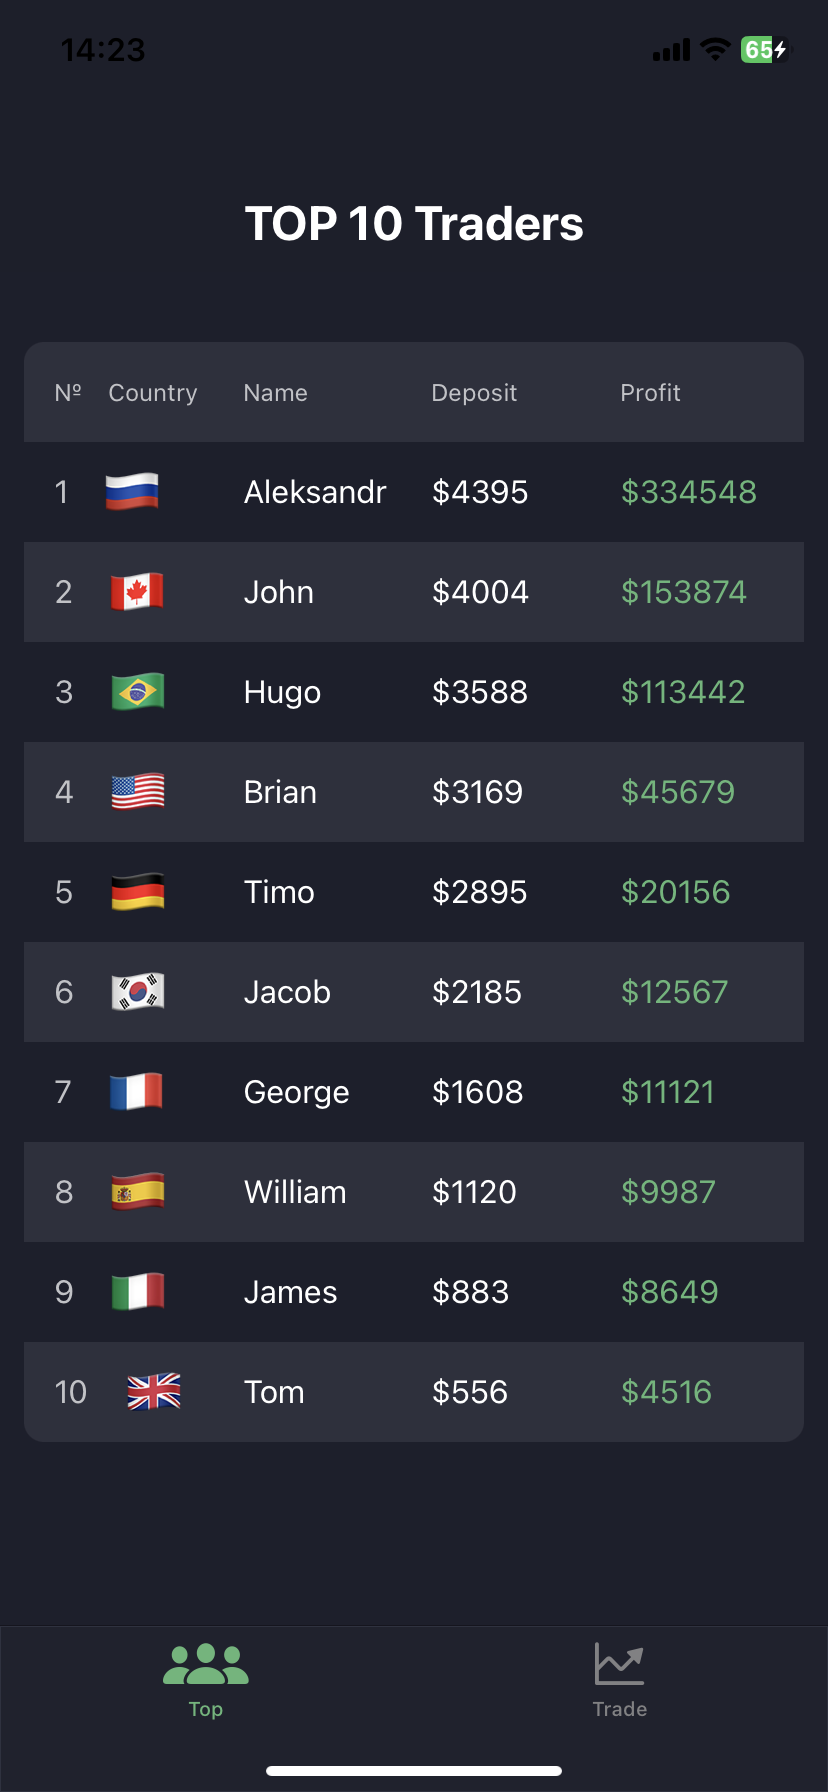 14:23 65
TOP 10 Traders
Nº Country Name Deposit Profit
1 Aleksandr $4395 $334548
2 John $4004 $153874
3 Hugo $3588 $113442
4 Brian $3169 $45679
5 Timo $2895 $20156
6 Jacob $2185 $12567
7 George $1608 $11121
8 William $1120 $9987
9 James $883 $8649
10 Tom $556 $4516
Top Trade